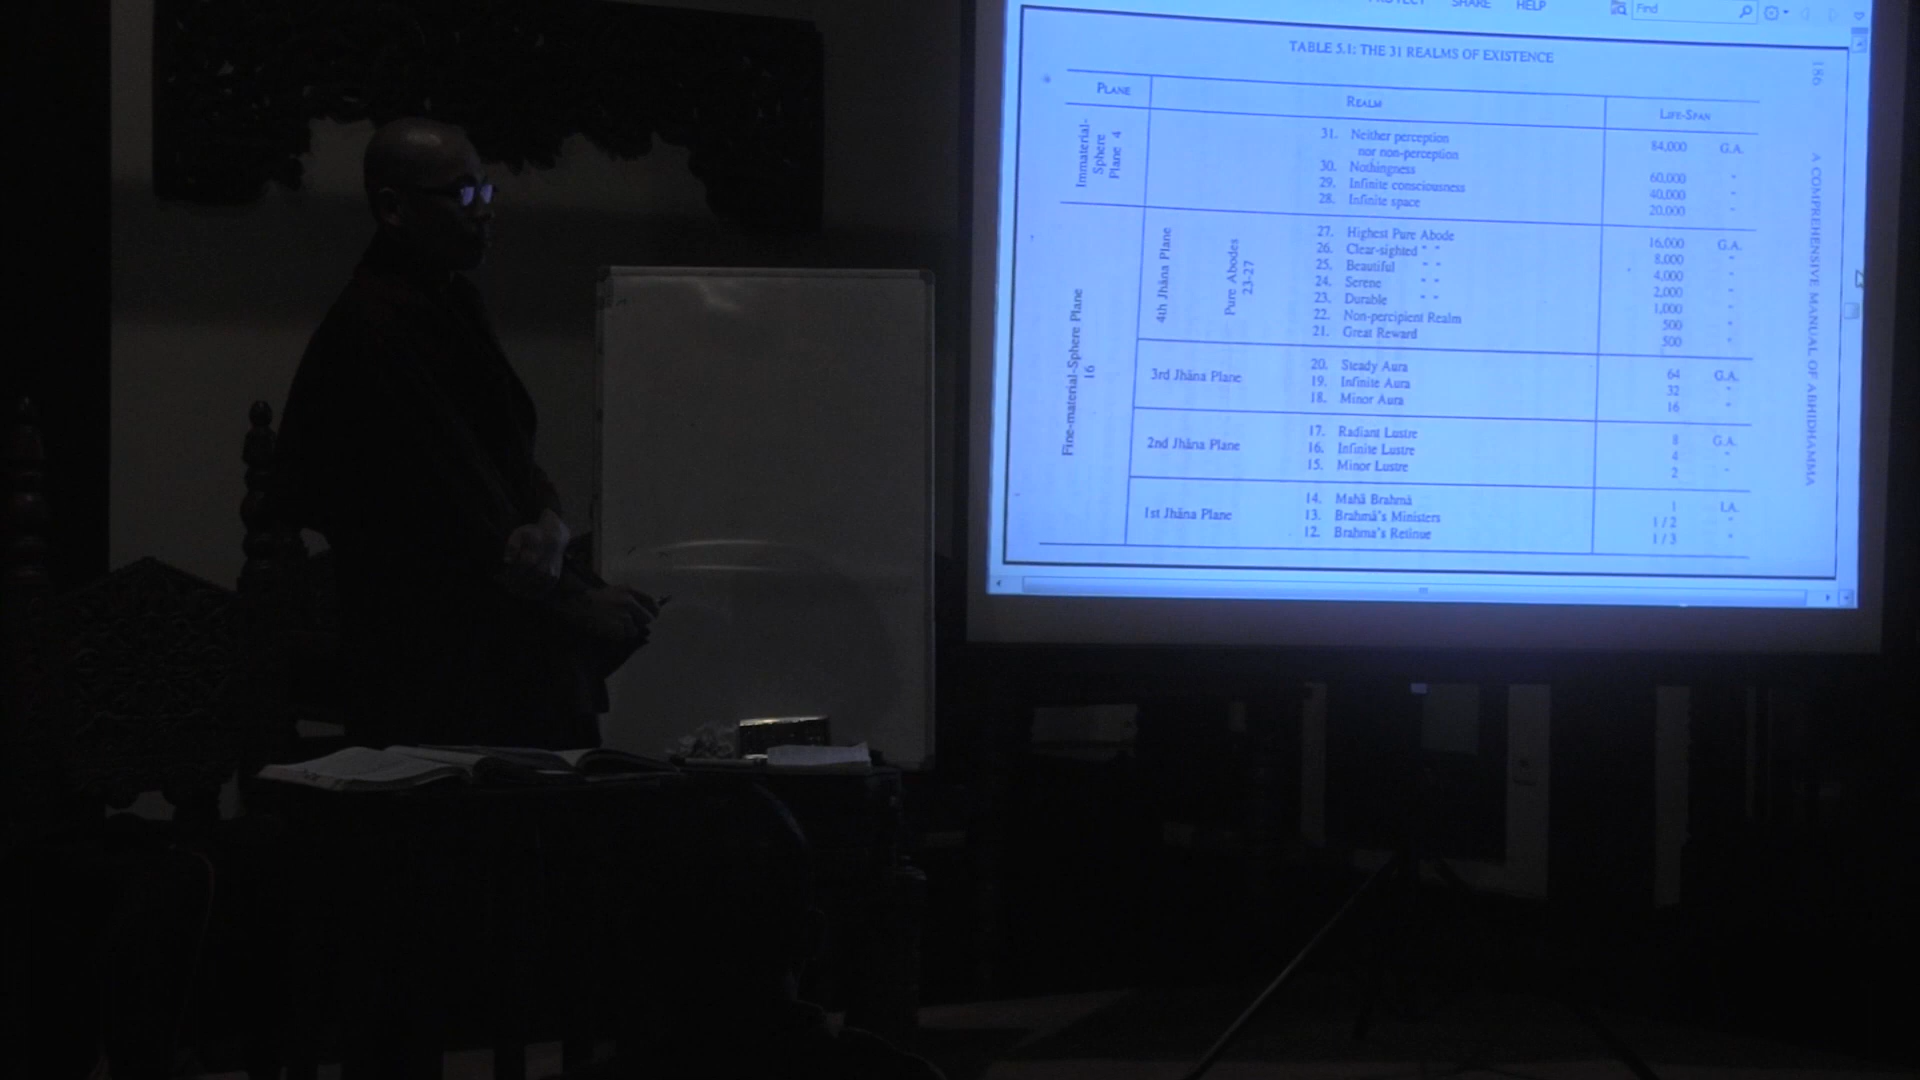 PROTECT SHARE HELP Find
TABLE 5.1: THE 31 REALMS OF EXISTENCE
PLANE REALM LIFE-SPAN
Immaterial-Sphere Plane 4
31. Neither perception 84,000 G.A.
nor non-perception
30. Nothingness 60,000 "
29. Infinite consciousness 40,000 "
28. Infinite space 20,000 "
Fine-material-Sphere Plane 16
4th Jhāna Plane
Pure Abodes 23-27
27. Highest Pure Abode 16,000 G.A.
26. Clear-sighted " " 8,000 "
25. Beautiful " " 4,000 "
24. Serene " " 2,000 "
23. Durable " " 1,000 "
22. Non-percipient Realm 500 "
21. Great Reward 500 "
3rd Jhāna Plane
20. Steady Aura 64 G.A.
19. Infinite Aura 32 "
18. Minor Aura 16 "
2nd Jhāna Plane
17. Radiant Lustre 8 G.A.
16. Infinite Lustre 4 "
15. Minor Lustre 2 "
1st Jhāna Plane
14. Mahā Brahmā 1 I.A.
13. Brahmā's Ministers 1/2 "
12. Brahma's Retinue 1/3 "
186
A COMPREHENSIVE MANUAL OF ABHIDHAMMA